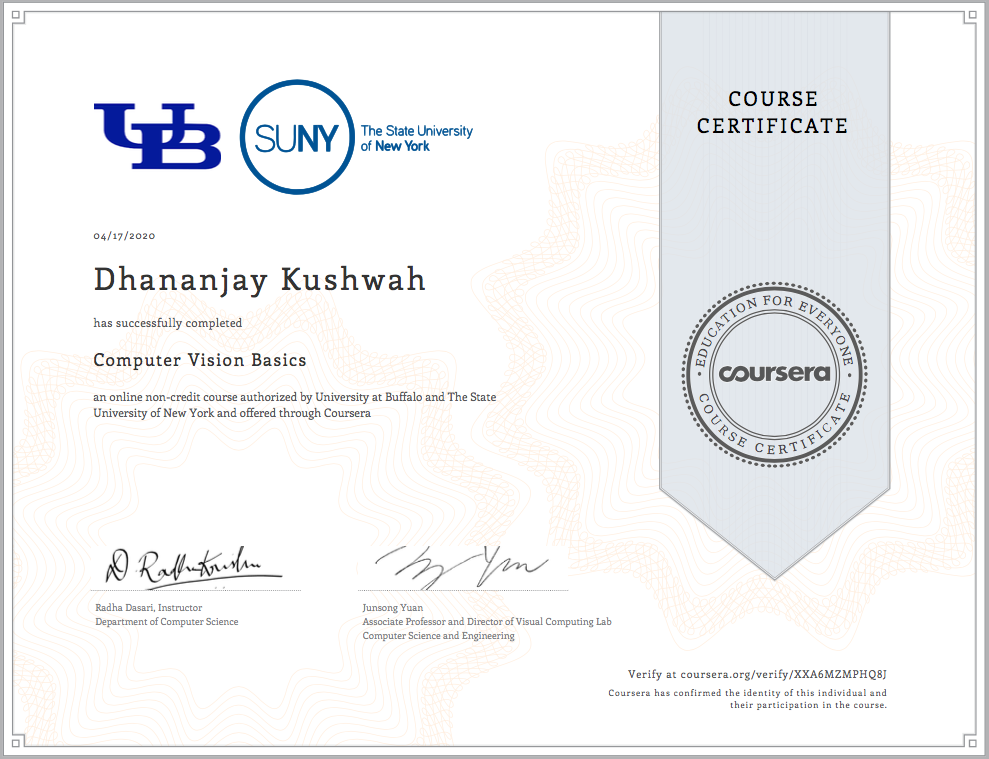 UB
SUNY
The State University
of New York
COURSE
CERTIFICATE
04/17/2020
Dhananjay Kushwah
has successfully completed
Computer Vision Basics
an online non-credit course authorized by University at Buffalo and The State
University of New York and offered through Coursera
EDUCATION FOR EVERYONE
coursera
COURSE CERTIFICATE
D Radhakrishn
Radha Dasari, Instructor
Department of Computer Science
Junsong Yuan
Associate Professor and Director of Visual Computing Lab
Computer Science and Engineering
Verify at coursera.org/verify/XXA6MZMPHQ8J
Coursera has confirmed the identity of this individual and
their participation in the course.